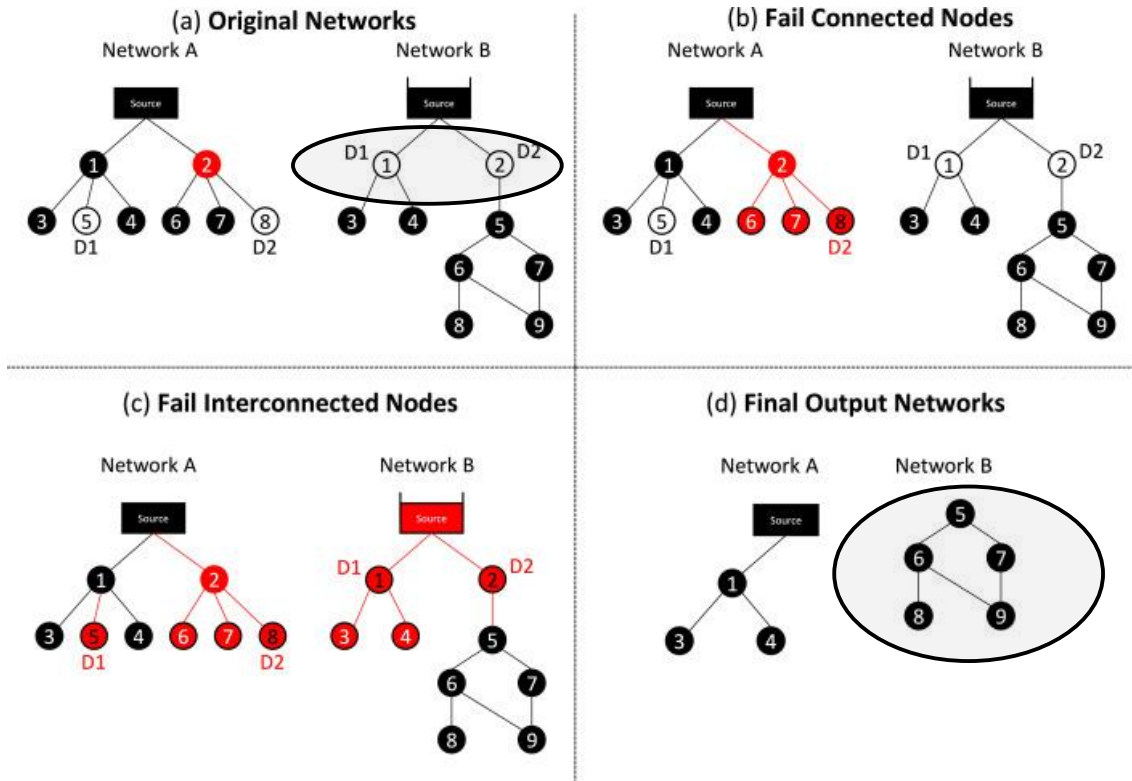 (a) Original Networks
Network A
Network B
Source
Source
D1
D2
1
2
1
2
3
5
4
6
7
8
3
4
5
D1
D2
6
7
8
9
(b) Fail Connected Nodes
Network A
Network B
Source
Source
D1
D2
1
2
1
2
3
5
4
6
7
8
3
4
5
D1
D2
6
7
8
9
(c) Fail Interconnected Nodes
Network A
Network B
Source
Source
D1
D2
1
2
1
2
3
5
4
6
7
8
3
4
5
D1
D2
6
7
8
9
(d) Final Output Networks
Network A
Network B
Source
5
6
7
1
8
9
3
4